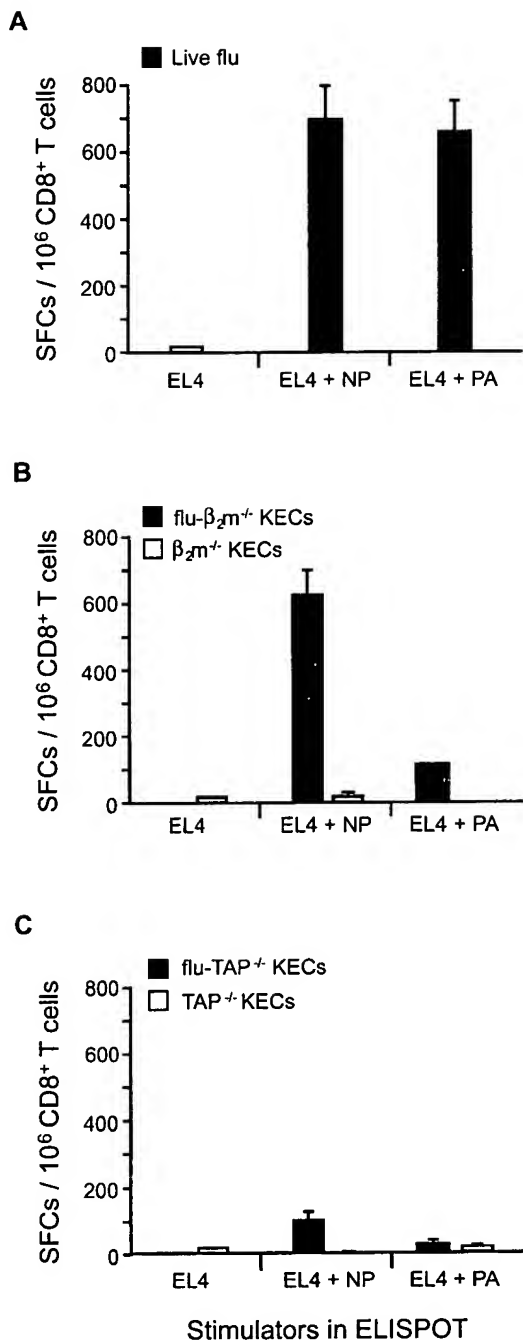 A
Live flu
SFCs / 10⁶ CD8⁺ T cells
800
600
400
200
0
EL4
EL4 + NP
EL4 + PA
B
flu-β₂m⁻/⁻ KECs
β₂m⁻/⁻ KECs
SFCs / 10⁶ CD8⁺ T cells
800
600
400
200
0
EL4
EL4 + NP
EL4 + PA
C
flu-TAP⁻/⁻ KECs
TAP⁻/⁻ KECs
SFCs / 10⁶ CD8⁺ T cells
800
600
400
200
0
EL4
EL4 + NP
EL4 + PA
Stimulators in ELISPOT